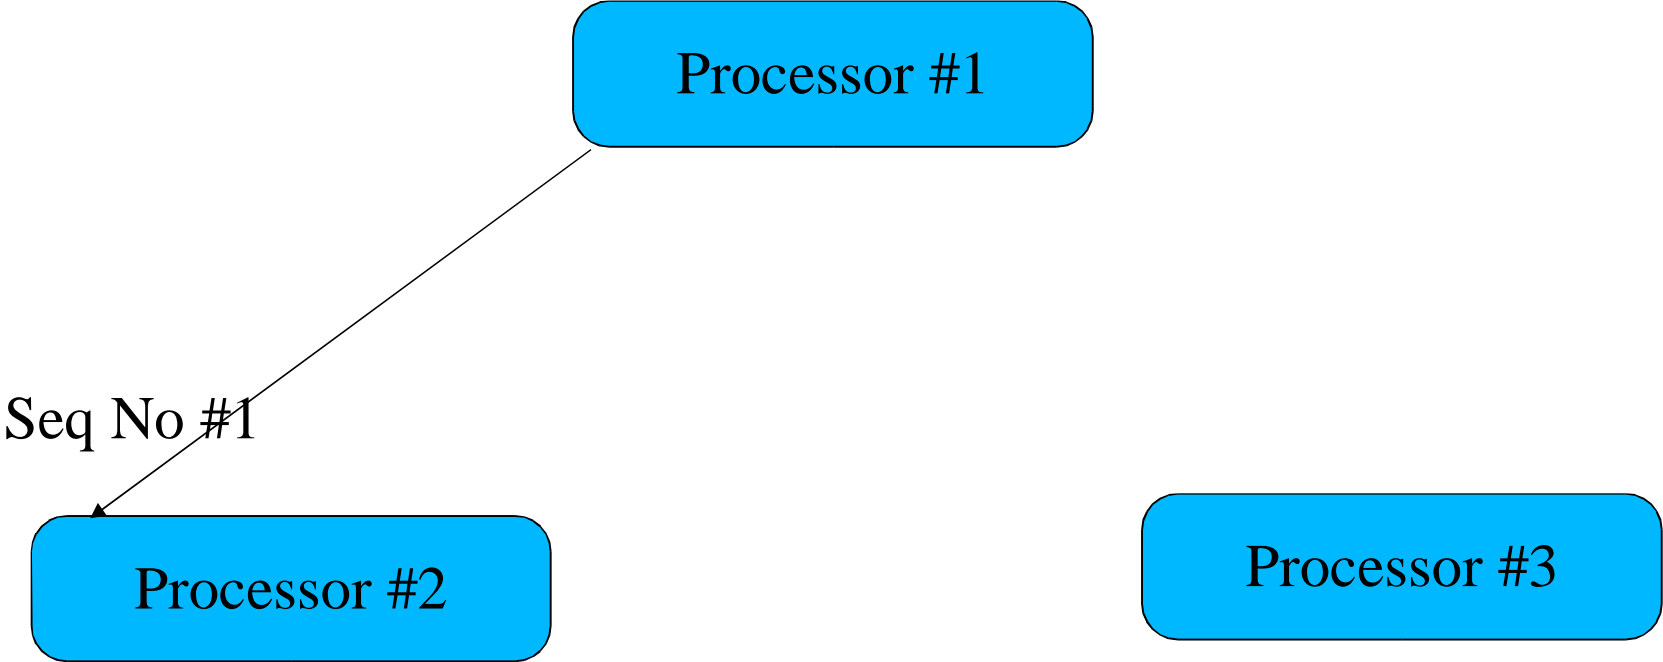 Processor #1
Seq No #1
Processor #2
Processor #3